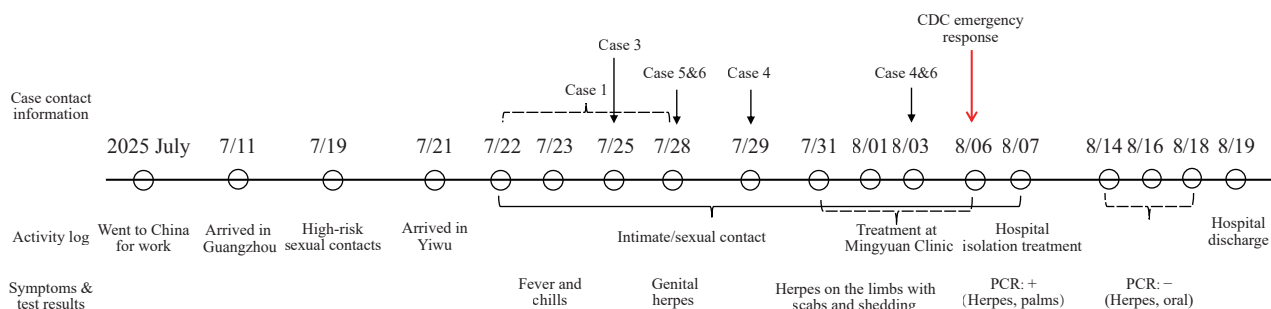 CDC emergency
response
Case 3
Case 5&6
Case 4
Case 4&6
Case 1
Case contact
information
2025 July 7/11 7/19 7/21 7/22 7/23 7/25 7/28 7/29 7/31 8/01 8/03 8/06 8/07 8/14 8/16 8/18 8/19
Activity log
Went to China
for work
Arrived in
Guangzhou
High-risk
sexual contacts
Arrived in
Yiwu
Intimate/sexual contact
Treatment at
Mingyuan Clinic
Hospital
isolation treatment
Hospital
discharge
Symptoms &
test results
Fever and
chills
Genital
herpes
Herpes on the limbs with
scabs and shedding
PCR: +
(Herpes, palms)
PCR: −
(Herpes, oral)